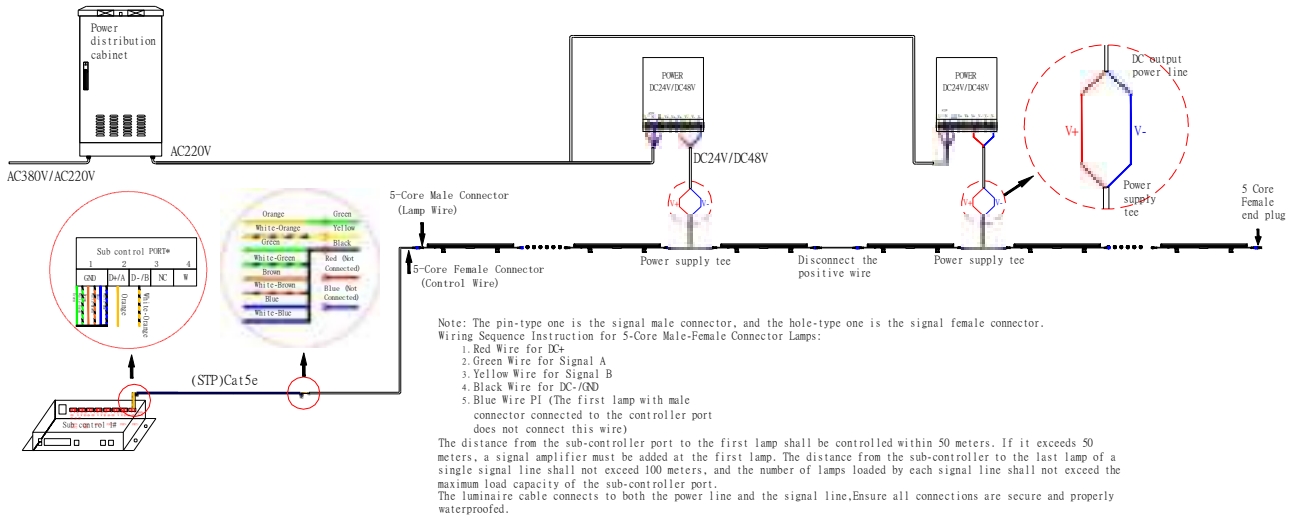 Power
distribution
cabinet
AC380V/AC220V
AC220V
POWER
DC24V/DC48V
DC24V/DC48V
POWER
DC24V/DC48V
DC output
power line
V+
V-
Power
supply
tee
V+
V-
V+
V-
5-Core Male Connector
(Lamp Wire)
5-Core Female Connector
(Control Wire)
Power supply tee
Disconnect the
positive wire
Power supply tee
5 Core
Female
end plug
Sub control PORT*
1 2 3 4
GND D+/A D-/B NC W
Orange
White-Orange
Orange
White-Orange
Green
White-Green
Brown
White-Brown
Blue
White-Blue
Green
Yellow
Black
Red (Not
Connected)
Blue (Not
Connected)
(STP)Cat5e
Sub control 1#
Note: The pin-type one is the signal male connector, and the hole-type one is the signal female connector.
Wiring Sequence Instruction for 5-Core Male-Female Connector Lamps:
1. Red Wire for DC+
2. Green Wire for Signal A
3. Yellow Wire for Signal B
4. Black Wire for DC-/GND
5. Blue Wire PI (The first lamp with male
connector connected to the controller port
does not connect this wire)
The distance from the sub-controller port to the first lamp shall be controlled within 50 meters. If it exceeds 50
meters, a signal amplifier must be added at the first lamp. The distance from the sub-controller to the last lamp of a
single signal line shall not exceed 100 meters, and the number of lamps loaded by each signal line shall not exceed the
maximum load capacity of the sub-controller port.
The luminaire cable connects to both the power line and the signal line,Ensure all connections are secure and properly
waterproofed.